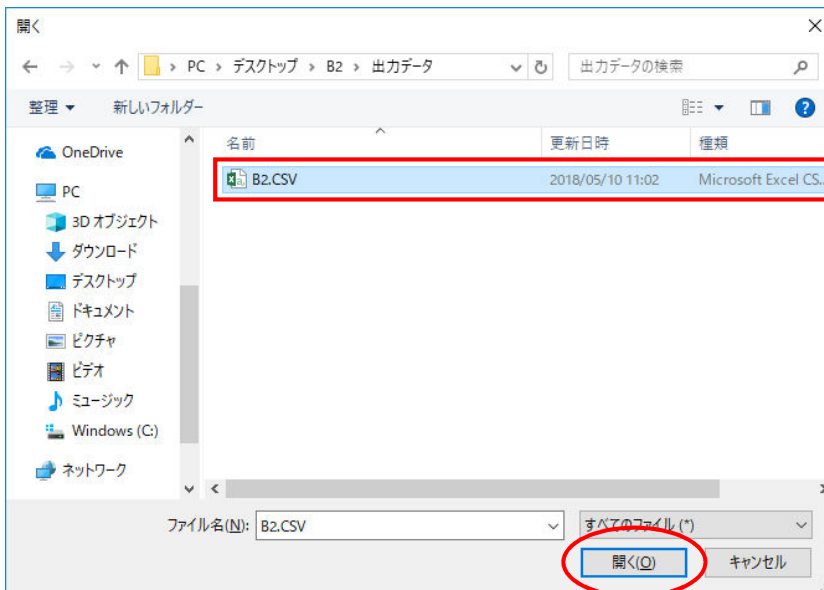 開く
PC › デスクトップ › B2 › 出力データ
出力データの検索
整理 新しいフォルダー
名前 更新日時 種類
B2.CSV 2018/05/10 11:02 Microsoft Excel CS...
OneDrive
PC
3D オブジェクト
ダウンロード
デスクトップ
ドキュメント
ピクチャ
ビデオ
ミュージック
Windows (C:)
ネットワーク
ファイル名(N): B2.CSV すべてのファイル (*)
開く(O) キャンセル